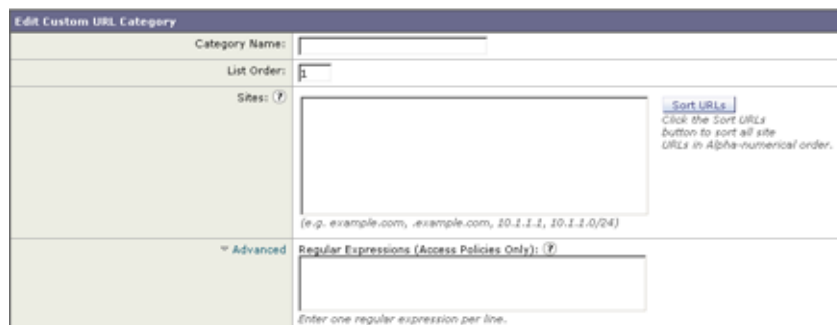 Edit Custom URL Category
Category Name:
List Order: 1
Sites: ?
Sort URLs
Click the Sort URLs
button to sort all site
URLs in Alpha-numerical order.
(e.g. example.com, .example.com, 10.1.1.1, 10.1.1.0/24)
Advanced
Regular Expressions (Access Policies Only): ?
Enter one regular expression per line.